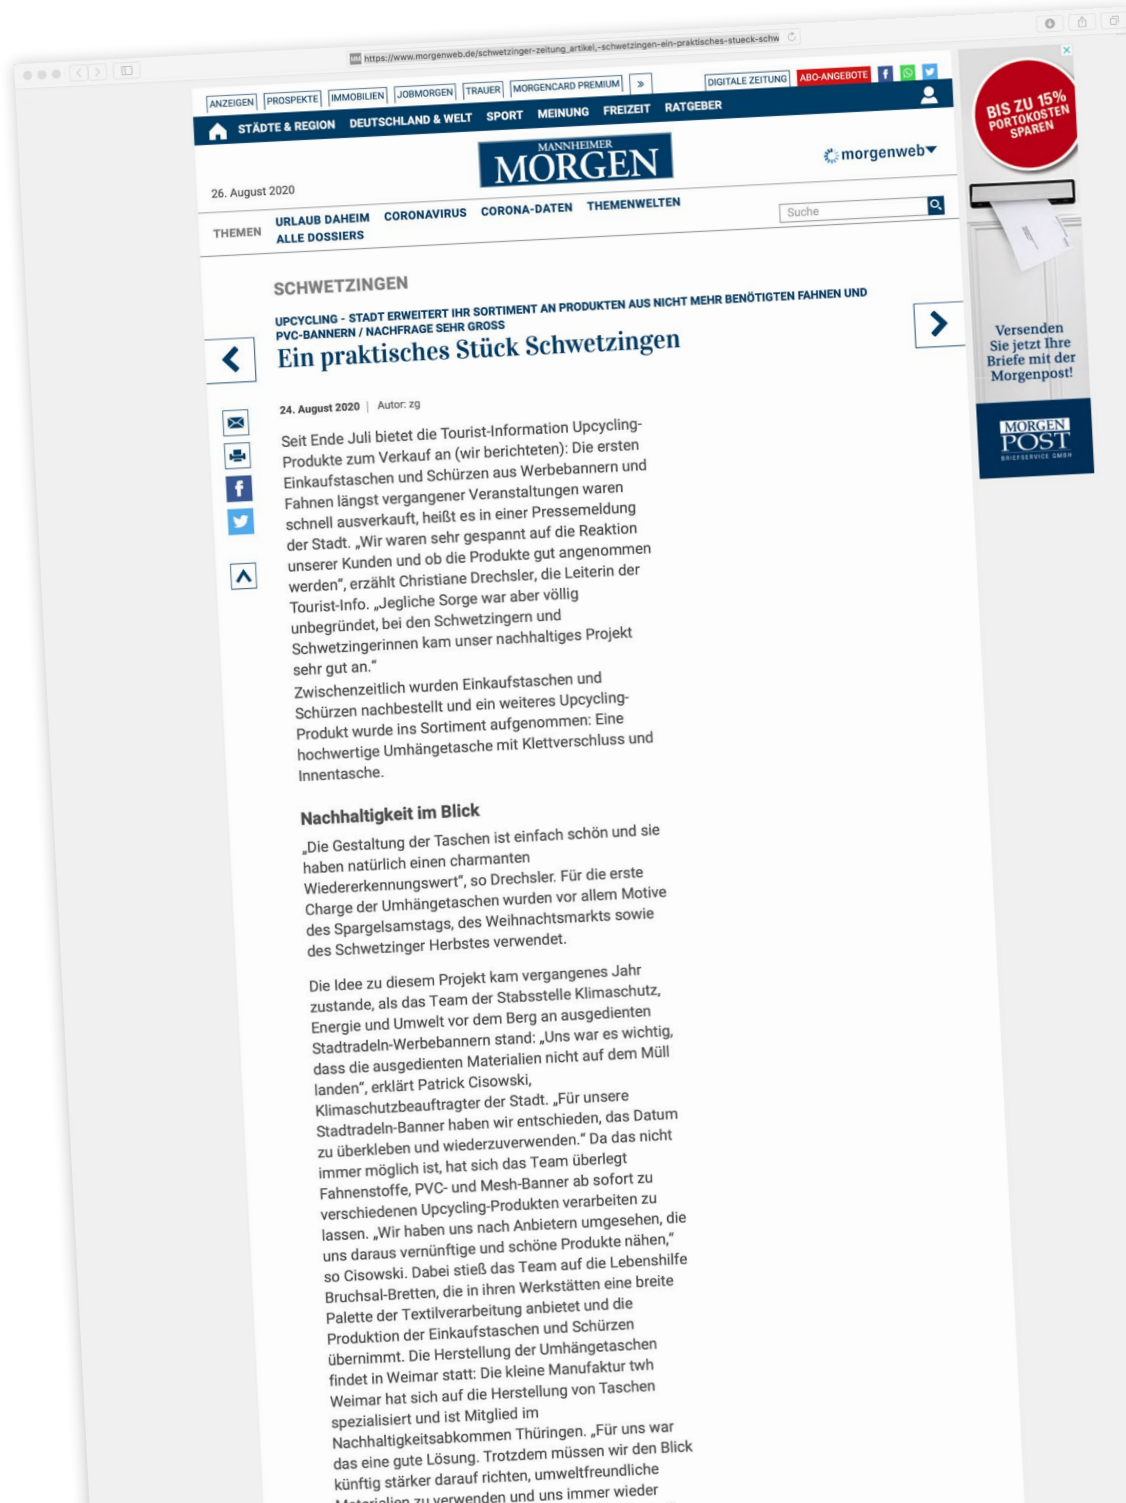 https://www.morgenweb.de/schwetzinger-zeitung_artikel,-schwetzingen-ein-praktisches-stueck-schw
ANZEIGEN PROSPEKTE IMMOBILIEN JOBMORGEN TRAUER MORGENCARD PREMIUM » DIGITALE ZEITUNG ABO-ANGEBOTE
STÄDTE & REGION DEUTSCHLAND & WELT SPORT MEINUNG FREIZEIT RATGEBER
MANNHEIMER
MORGEN
morgenweb
26. August 2020
THEMEN URLAUB DAHEIM CORONAVIRUS CORONA-DATEN THEMENWELTEN
ALLE DOSSIERS
Suche
SCHWETZINGEN
UPCYCLING - STADT ERWEITERT IHR SORTIMENT AN PRODUKTEN AUS NICHT MEHR BENÖTIGTEN FAHNEN UND
PVC-BANNERN / NACHFRAGE SEHR GROSS
Ein praktisches Stück Schwetzingen
24. August 2020 | Autor: zg
Seit Ende Juli bietet die Tourist-Information Upcycling-
Produkte zum Verkauf an (wir berichteten): Die ersten
Einkaufstaschen und Schürzen aus Werbebannern und
Fahnen längst vergangener Veranstaltungen waren
schnell ausverkauft, heißt es in einer Pressemeldung
der Stadt. „Wir waren sehr gespannt auf die Reaktion
unserer Kunden und ob die Produkte gut angenommen
werden“, erzählt Christiane Drechsler, die Leiterin der
Tourist-Info. „Jegliche Sorge war aber völlig
unbegründet, bei den Schwetzingern und
Schwetzingerinnen kam unser nachhaltiges Projekt
sehr gut an.“
Zwischenzeitlich wurden Einkaufstaschen und
Schürzen nachbestellt und ein weiteres Upcycling-
Produkt wurde ins Sortiment aufgenommen: Eine
hochwertige Umhängetasche mit Klettverschluss und
Innentasche.
Nachhaltigkeit im Blick
„Die Gestaltung der Taschen ist einfach schön und sie
haben natürlich einen charmanten
Wiedererkennungswert“, so Drechsler. Für die erste
Charge der Umhängetaschen wurden vor allem Motive
des Spargelsamstags, des Weihnachtsmarkts sowie
des Schwetzinger Herbstes verwendet.
Die Idee zu diesem Projekt kam vergangenes Jahr
zustande, als das Team der Stabsstelle Klimaschutz,
Energie und Umwelt vor dem Berg an ausgedienten
Stadtradeln-Werbebannern stand: „Uns war es wichtig,
dass die ausgedienten Materialien nicht auf dem Müll
landen“, erklärt Patrick Cisowski,
Klimaschutzbeauftragter der Stadt. „Für unsere
Stadtradeln-Banner haben wir entschieden, das Datum
zu überkleben und wiederzuverwenden.“ Da das nicht
immer möglich ist, hat sich das Team überlegt
Fahnenstoffe, PVC- und Mesh-Banner ab sofort zu
verschiedenen Upcycling-Produkten verarbeiten zu
lassen. „Wir haben uns nach Anbietern umgesehen, die
uns daraus vernünftige und schöne Produkte nähen,“
so Cisowski. Dabei stieß das Team auf die Lebenshilfe
Bruchsal-Bretten, die in ihren Werkstätten eine breite
Palette der Textilverarbeitung anbietet und die
Produktion der Einkaufstaschen und Schürzen
übernimmt. Die Herstellung der Umhängetaschen
findet in Weimar statt: Die kleine Manufaktur twh
Weimar hat sich auf die Herstellung von Taschen
spezialisiert und ist Mitglied im
Nachhaltigkeitsabkommen Thüringen. „Für uns war
das eine gute Lösung. Trotzdem müssen wir den Blick
künftig stärker darauf richten, umweltfreundliche
Materialien zu verwenden und uns immer wieder
BIS ZU 15%
PORTOKOSTEN
SPAREN
Versenden
Sie jetzt Ihre
Briefe mit der
Morgenpost!
MORGEN
POST
BRIEFSERVICE GMBH